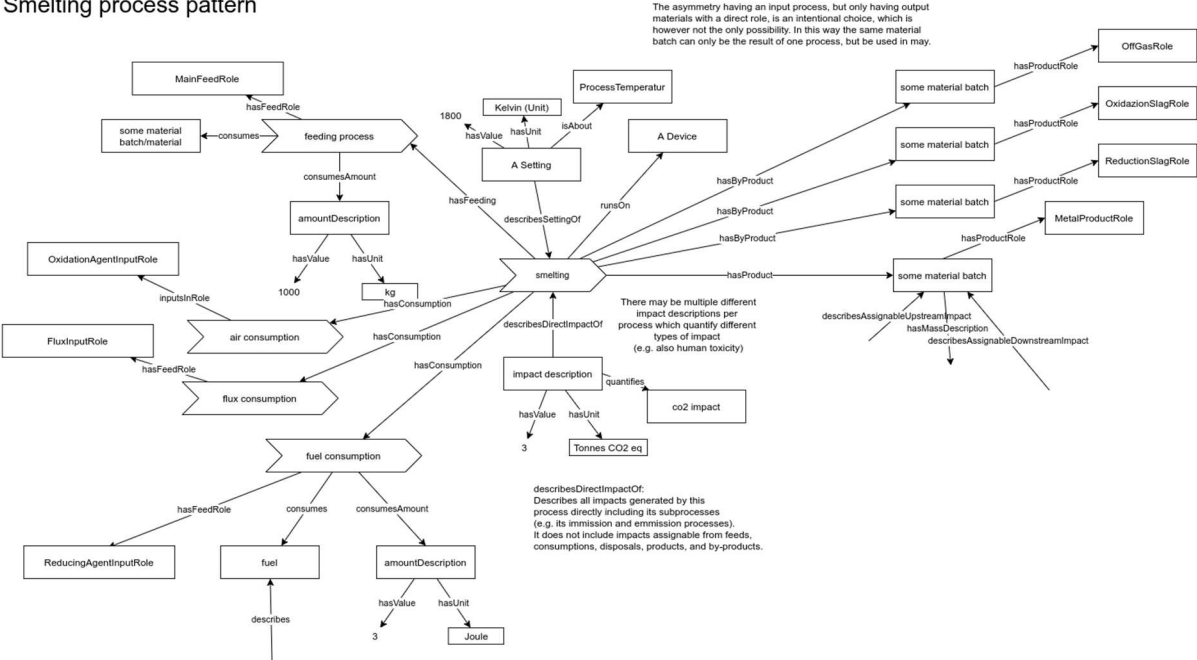 Smelting process pattern
The asymmetry having an input process, but only having output
materials with a direct role, is an intentional choice, which is
however not the only possibility. In this way the same material
batch can only be the result of one process, but be used in may.
OffGasRole
hasProductRole
MainFeedRole
ProcessTemperatur
some material batch
hasFeedRole
Kelvin (Unit)
OxidazionSlagRole
1800
hasValue
hasUnit
isAbout
hasProductRole
some material
batch/material
consumes
feeding process
A Device
some material batch
A Setting
ReductionSlagRole
consumesAmount
hasByProduct
hasProductRole
hasFeeding
runsOn
some material batch
amountDescription
describesSettingOf
hasByProduct
MetalProductRole
hasByProduct
hasProductRole
OxidationAgentInputRole
hasValue
hasUnit
smelting
hasProduct
some material batch
1000
kg
inputsInRole
hasConsumption
There may be multiple different
impact descriptions per
process which quantify different
types of impact
(e.g. also human toxicity)
describesAssignableUpstreamImpact
hasMassDescription
describesAssignableDownstreamImpact
describesDirectImpactOf
air consumption
hasConsumption
FluxInputRole
hasFeedRole
hasConsumption
impact description
quantifies
flux consumption
co2 impact
hasValue
hasUnit
3
Tonnes CO2 eq
fuel consumption
describesDirectImpactOf:
Describes all impacts generated by this
process directly including its subprocesses
(e.g. its immission and emmission processes).
It does not include impacts assignable from feeds,
consumptions, disposals, products, and by-products.
hasFeedRole
consumes
consumesAmount
ReducingAgentInputRole
fuel
amountDescription
hasValue
hasUnit
describes
3
Joule